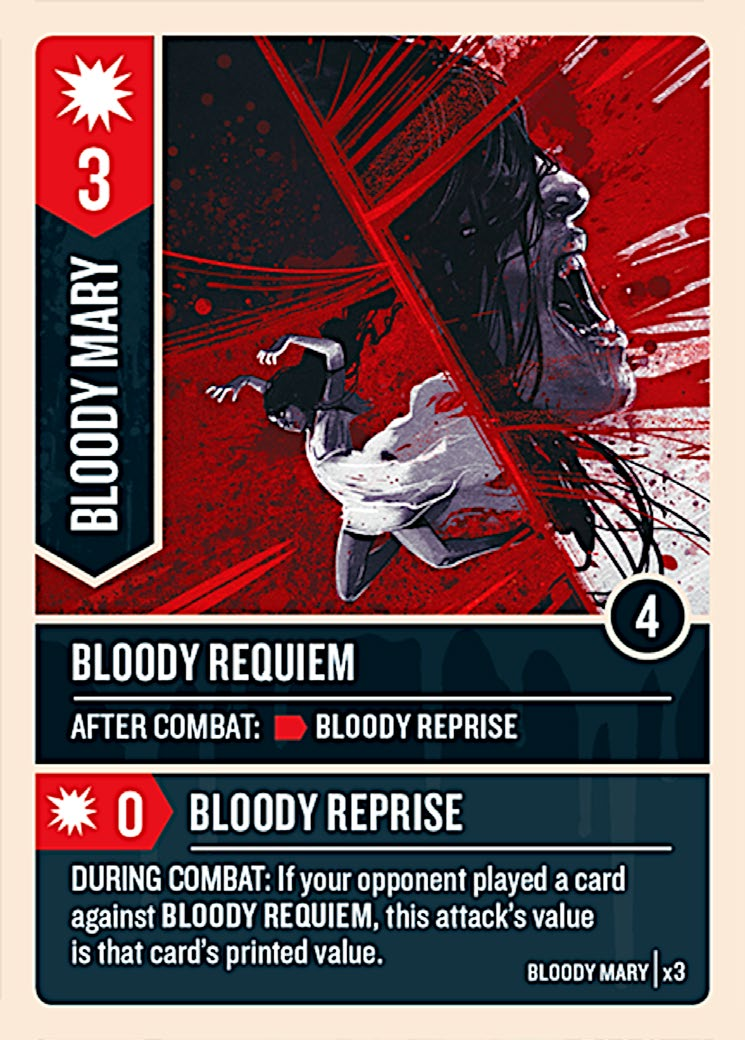 3
BLOODY MARY
4
BLOODY REQUIEM
AFTER COMBAT: BLOODY REPRISE
0 BLOODY REPRISE
DURING COMBAT: If your opponent played a card
against BLOODY REQUIEM, this attack's value
is that card's printed value.
BLOODY MARY | x3